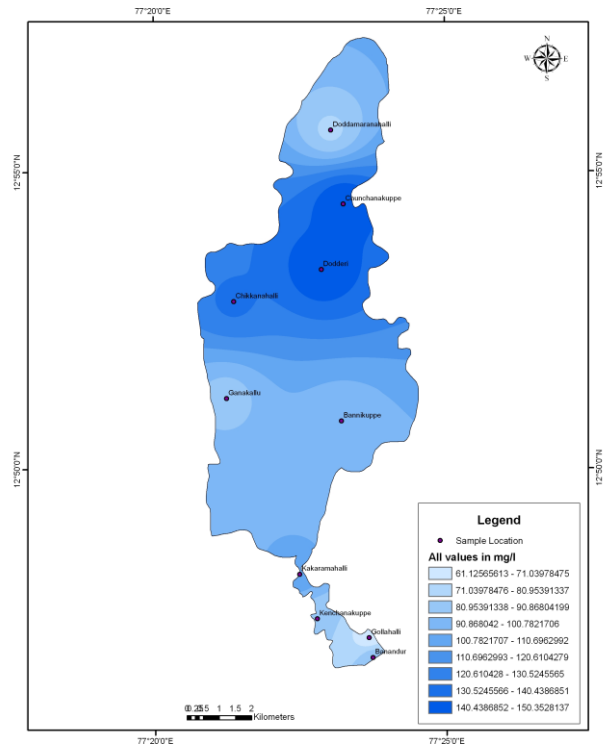 77°20'0"E 77°25'0"E
N
W E
S
Doddamaranahalli
12°55'0"N 12°55'0"N
Chunchanakuppe
Chikkanahalli
Ganakallu
Bannikuppe
12°50'0"N 12°50'0"N
Legend
Sample Location
All values in mg/l
61.12565613 - 71.03978475
71.03978476 - 80.95391337
80.95391338 - 90.86804199
90.868042 - 100.7821706
100.7821707 - 110.6962992
110.6962993 - 120.6104279
120.610428 - 130.5245565
130.5245566 - 140.4386851
140.4386852 - 150.3528137
Kakaramahalli
Kenchanakuppe
Gollahalli
Banandur
0 0.25 0.5 1 1.5 2
Kilometers
77°20'0"E 77°25'0"E